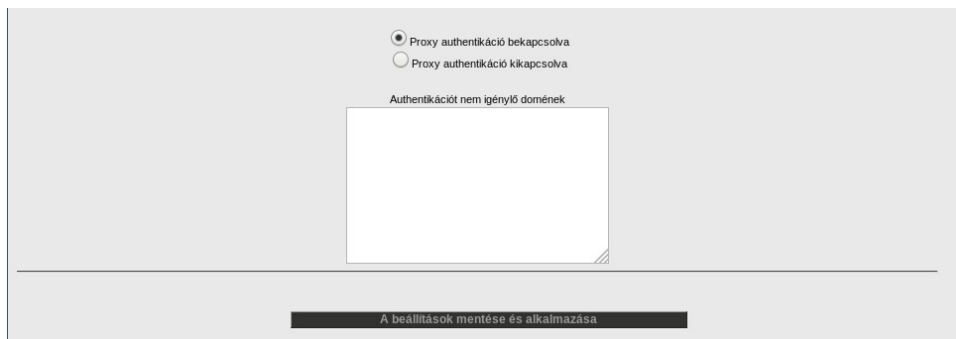 Proxy authentikáció bekapcsolva
Proxy authentikáció kikapcsolva
Authentikációt nem igénylő domének
A beállítások mentése és alkalmazása